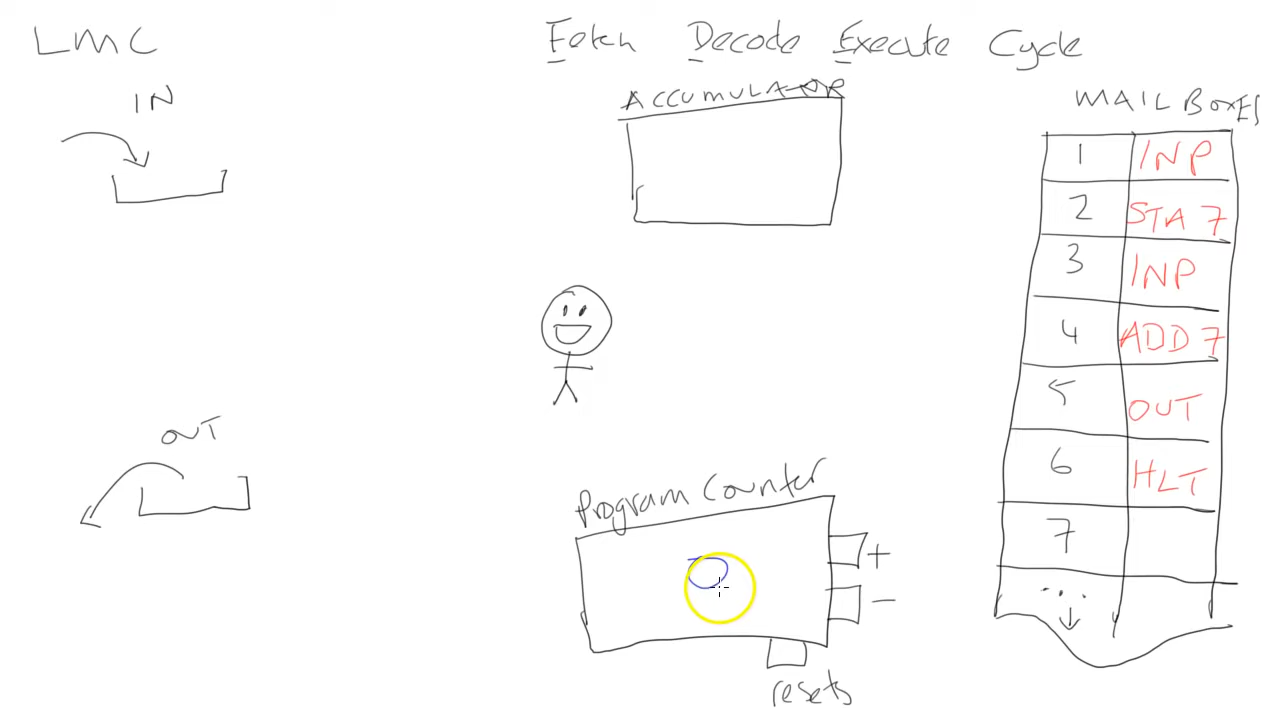 LMC
Fetch Decode Execute Cycle
IN
ACCUMULATOR
MAIL BOXES
1 INP
2 STA 7
3 INP
4 ADD 7
5 OUT
6 HLT
7
...
OUT
Program Counter
0
+
-
resets